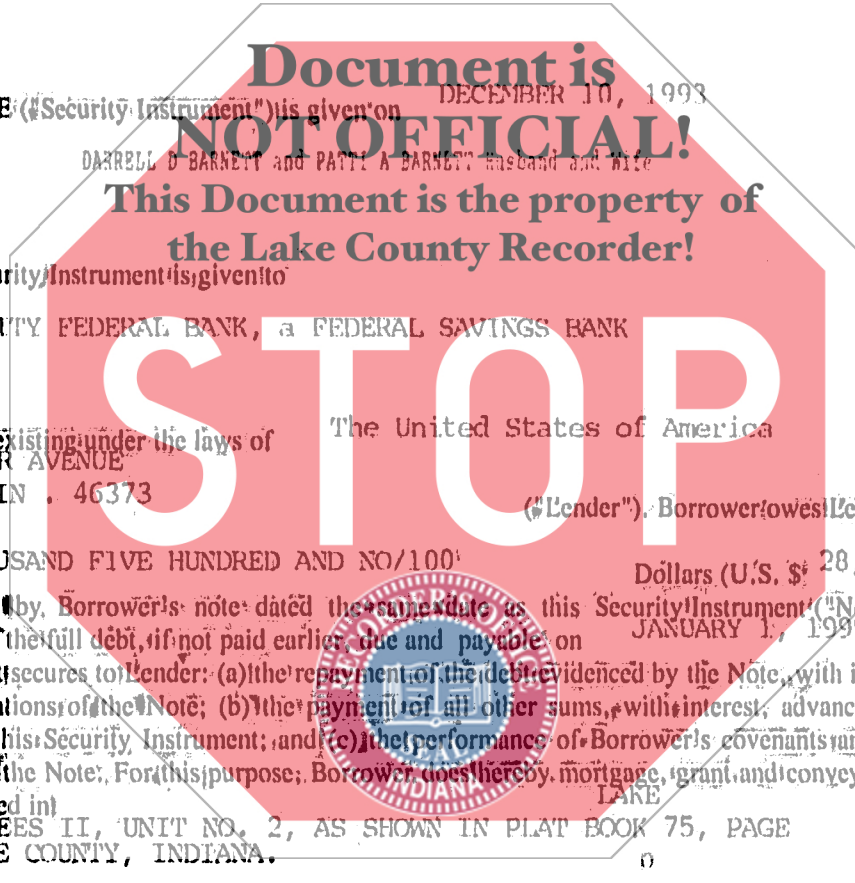 Document is
E ("Security Instrument") is given on DECEMBER 10, 1993
NOT OFFICIAL!
DARRELL D BARNETT and PATTI A BARNETT Husband and Wife
This Document is the property of
the Lake County Recorder!
rity Instrument is given to
ITY FEDERAL BANK, a FEDERAL SAVINGS BANK
STOP
existing under the laws of The United States of America
R AVENUE
IN . 46373
("Lender"). Borrower owes Le
USAND FIVE HUNDRED AND NO/100
Dollars (U.S. $ 28,
by Borrower's note dated the same date as this Security Instrument ("N
the full debt, if not paid earlier, due and payable on JANUARY 1, 199
secures to Lender: (a) the repayment of the debt evidenced by the Note, with i
tions of the Note; (b) the payment of all other sums, with interest, advanc
his Security Instrument; and (c) the performance of Borrower's covenants an
the Note. For this purpose, Borrower does hereby mortgage, grant and convey
ed in LAKE
EES II, UNIT NO. 2, AS SHOWN IN PLAT BOOK 75, PAGE
E COUNTY, INDIANA.
RECORDER'S OFFICE
INDIANA